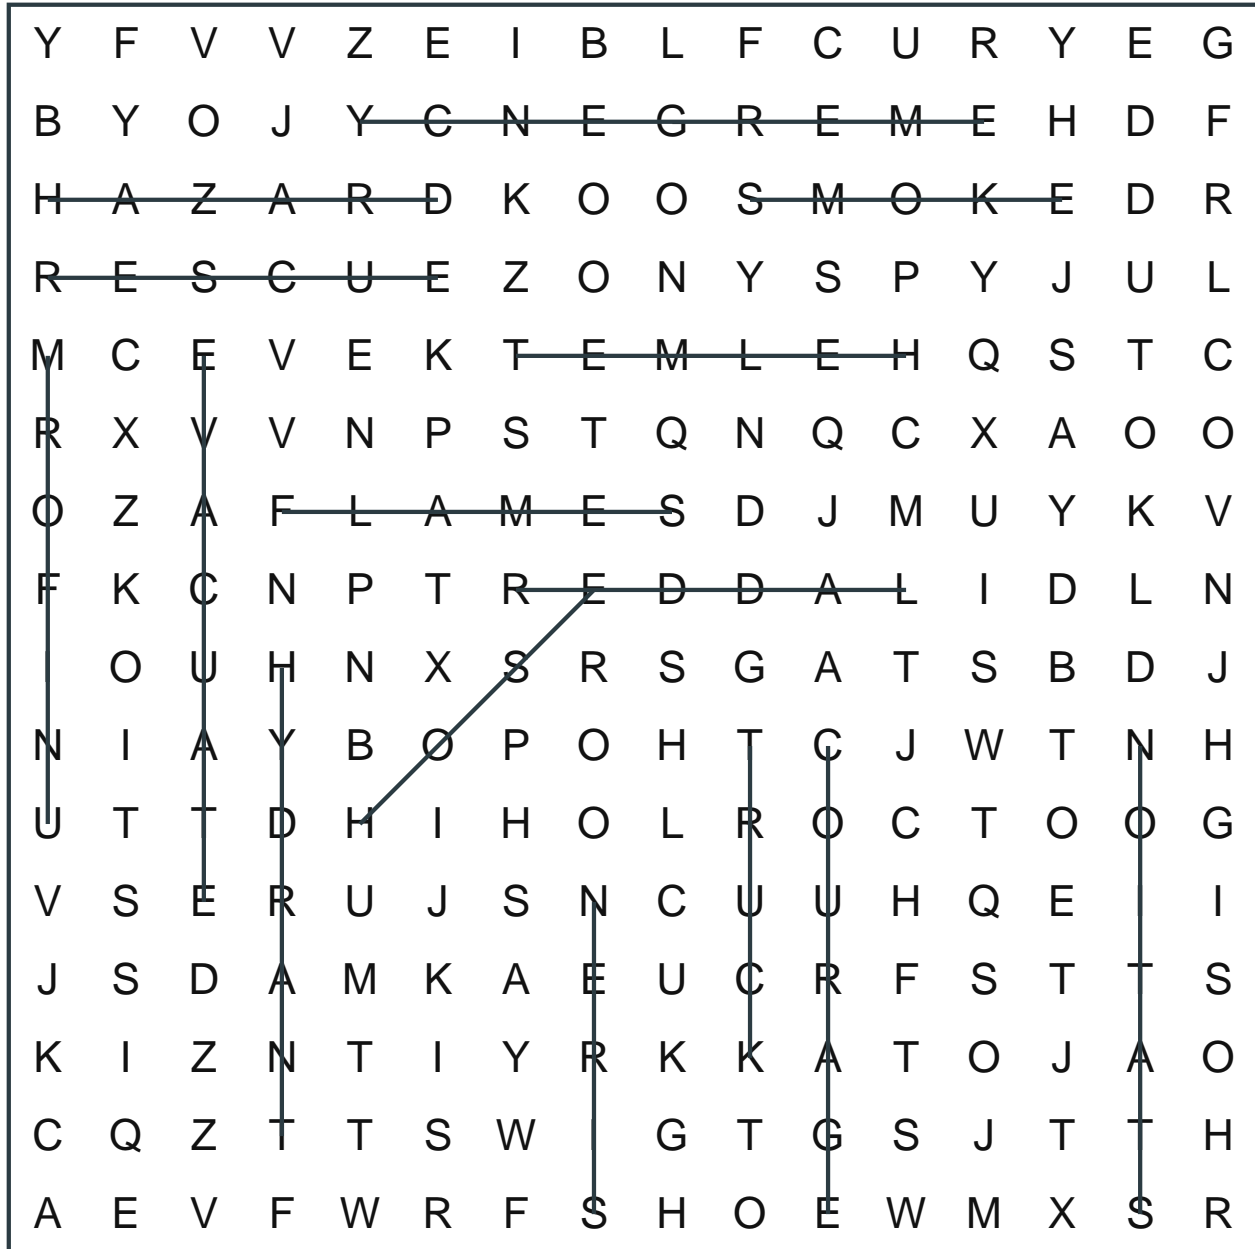 Y F V V Z E I B L F C U R Y E G
B Y O J Y C N E G R E M E H D F
H A Z A R D K O O S M O K E D R
R E S C U E Z O N Y S P Y J U L
M C E V E K T E M L E H Q S T C
R X V V N P S T Q N Q C X A O O
O Z A F L A M E S D J M U Y K V
F K C N P T R E D D A L I D L N
I O U H N X S R S G A T S B D J
N I A Y B O P O H T C J W T N H
U T T D H I H O L R O C T O O G
V S E R U J S N C U U H Q E I I
J S D A M K A E U C R F S T T S
K I Z N T I Y R K K A T O J A O
C Q Z T T S W I G T G S J T T H
A E V F W R F S H O E W M X S R